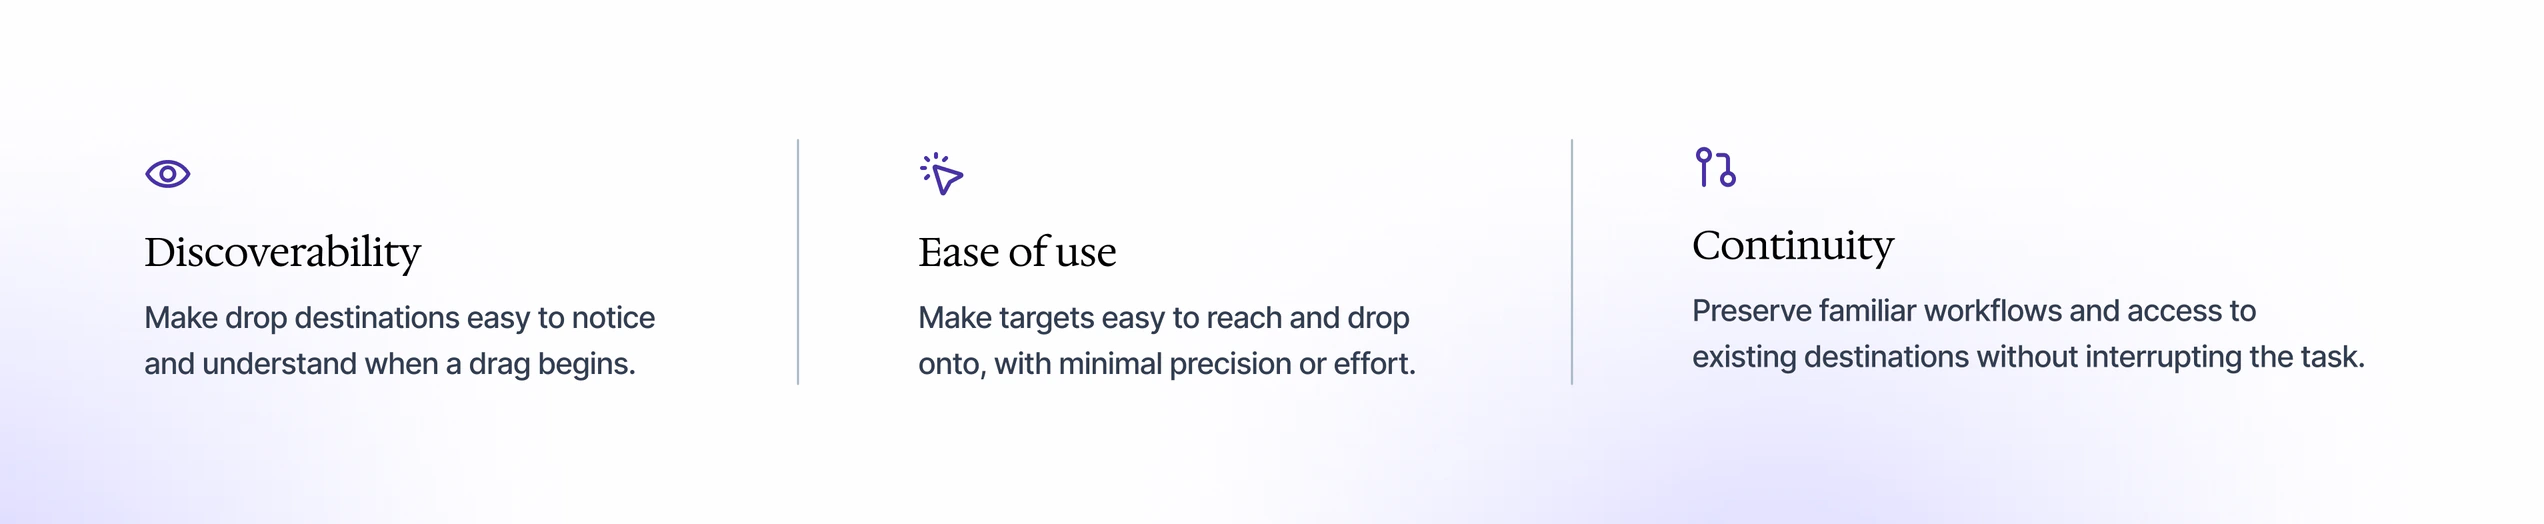 Discoverability
Make drop destinations easy to notice
and understand when a drag begins.
Ease of use
Make targets easy to reach and drop
onto, with minimal precision or effort.
Continuity
Preserve familiar workflows and access to
existing destinations without interrupting the task.